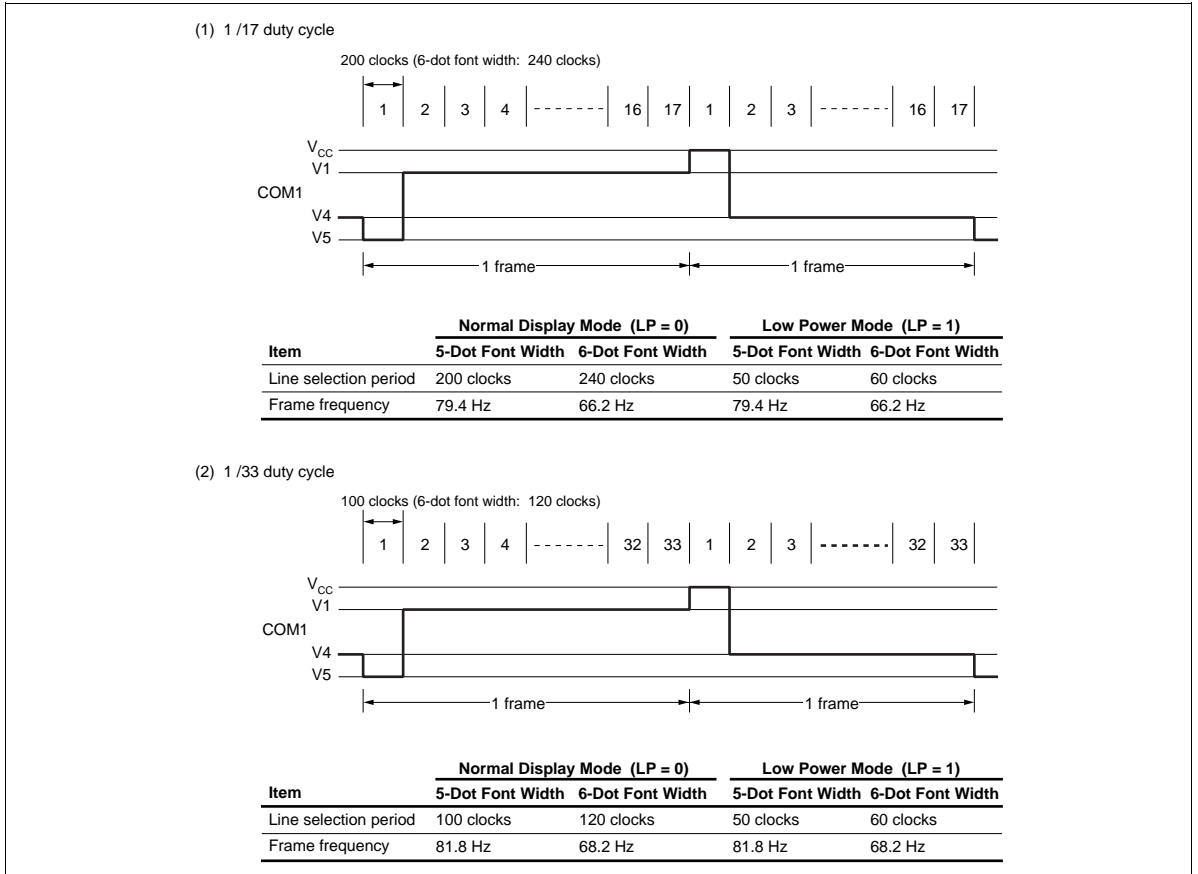 (1) 1 /17 duty cycle
200 clocks (6-dot font width: 240 clocks)
1 2 3 4 16 17 1 2 3 16 17
VCC
V1
COM1
V4
V5
1 frame 1 frame
Normal Display Mode (LP = 0) Low Power Mode (LP = 1)
Item 5-Dot Font Width 6-Dot Font Width 5-Dot Font Width 6-Dot Font Width
Line selection period 200 clocks 240 clocks 50 clocks 60 clocks
Frame frequency 79.4 Hz 66.2 Hz 79.4 Hz 66.2 Hz
(2) 1 /33 duty cycle
100 clocks (6-dot font width: 120 clocks)
1 2 3 4 32 33 1 2 3 32 33
VCC
V1
COM1
V4
V5
1 frame 1 frame
Normal Display Mode (LP = 0) Low Power Mode (LP = 1)
Item 5-Dot Font Width 6-Dot Font Width 5-Dot Font Width 6-Dot Font Width
Line selection period 100 clocks 120 clocks 50 clocks 60 clocks
Frame frequency 81.8 Hz 68.2 Hz 81.8 Hz 68.2 Hz